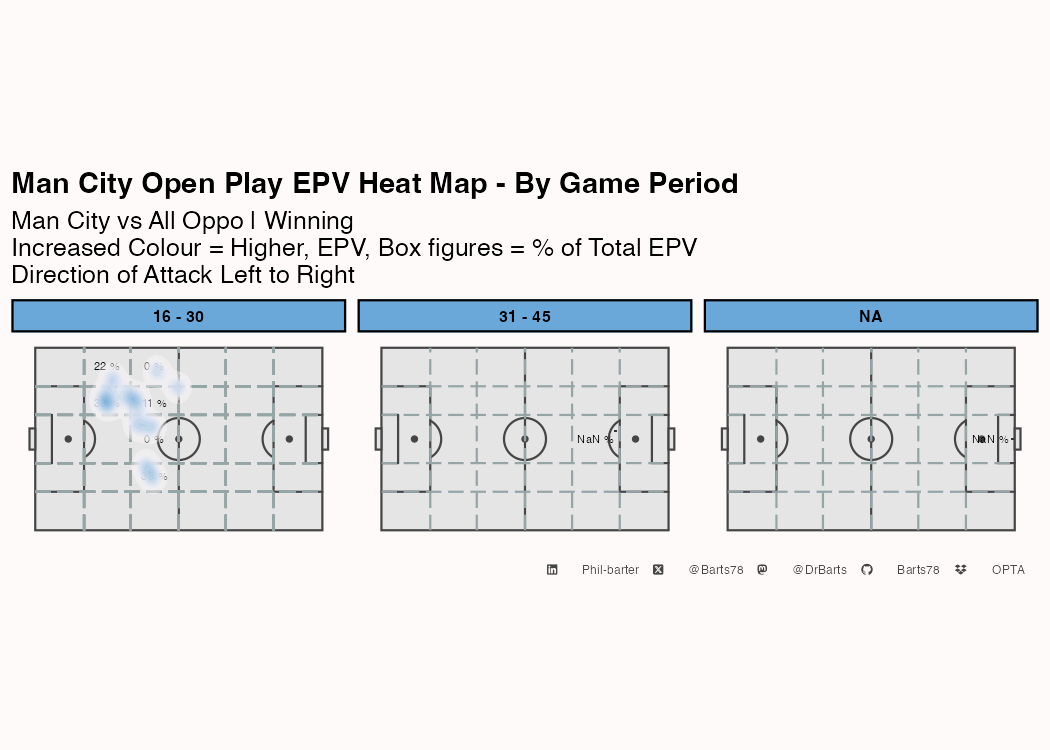 Man City Open Play EPV Heat Map - By Game Period
Man City vs All Oppo | Winning
Increased Colour = Higher, EPV, Box figures = % of Total EPV
Direction of Attack Left to Right
16 - 30
31 - 45
NA
22 %
11 %
0 %
NaN %
NaN %
Phil-barter
@Barts78
@DrBarts
Barts78
OPTA